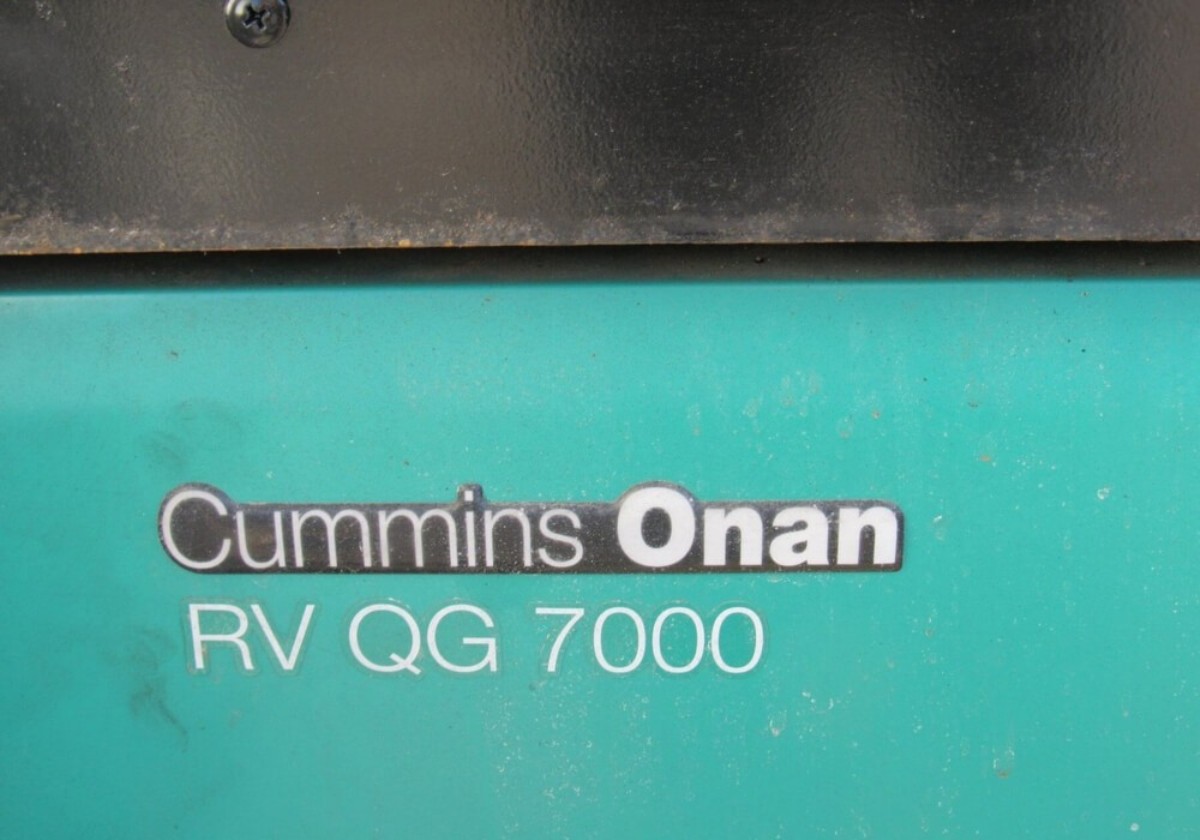 Cummins Onan
RV QG 7000